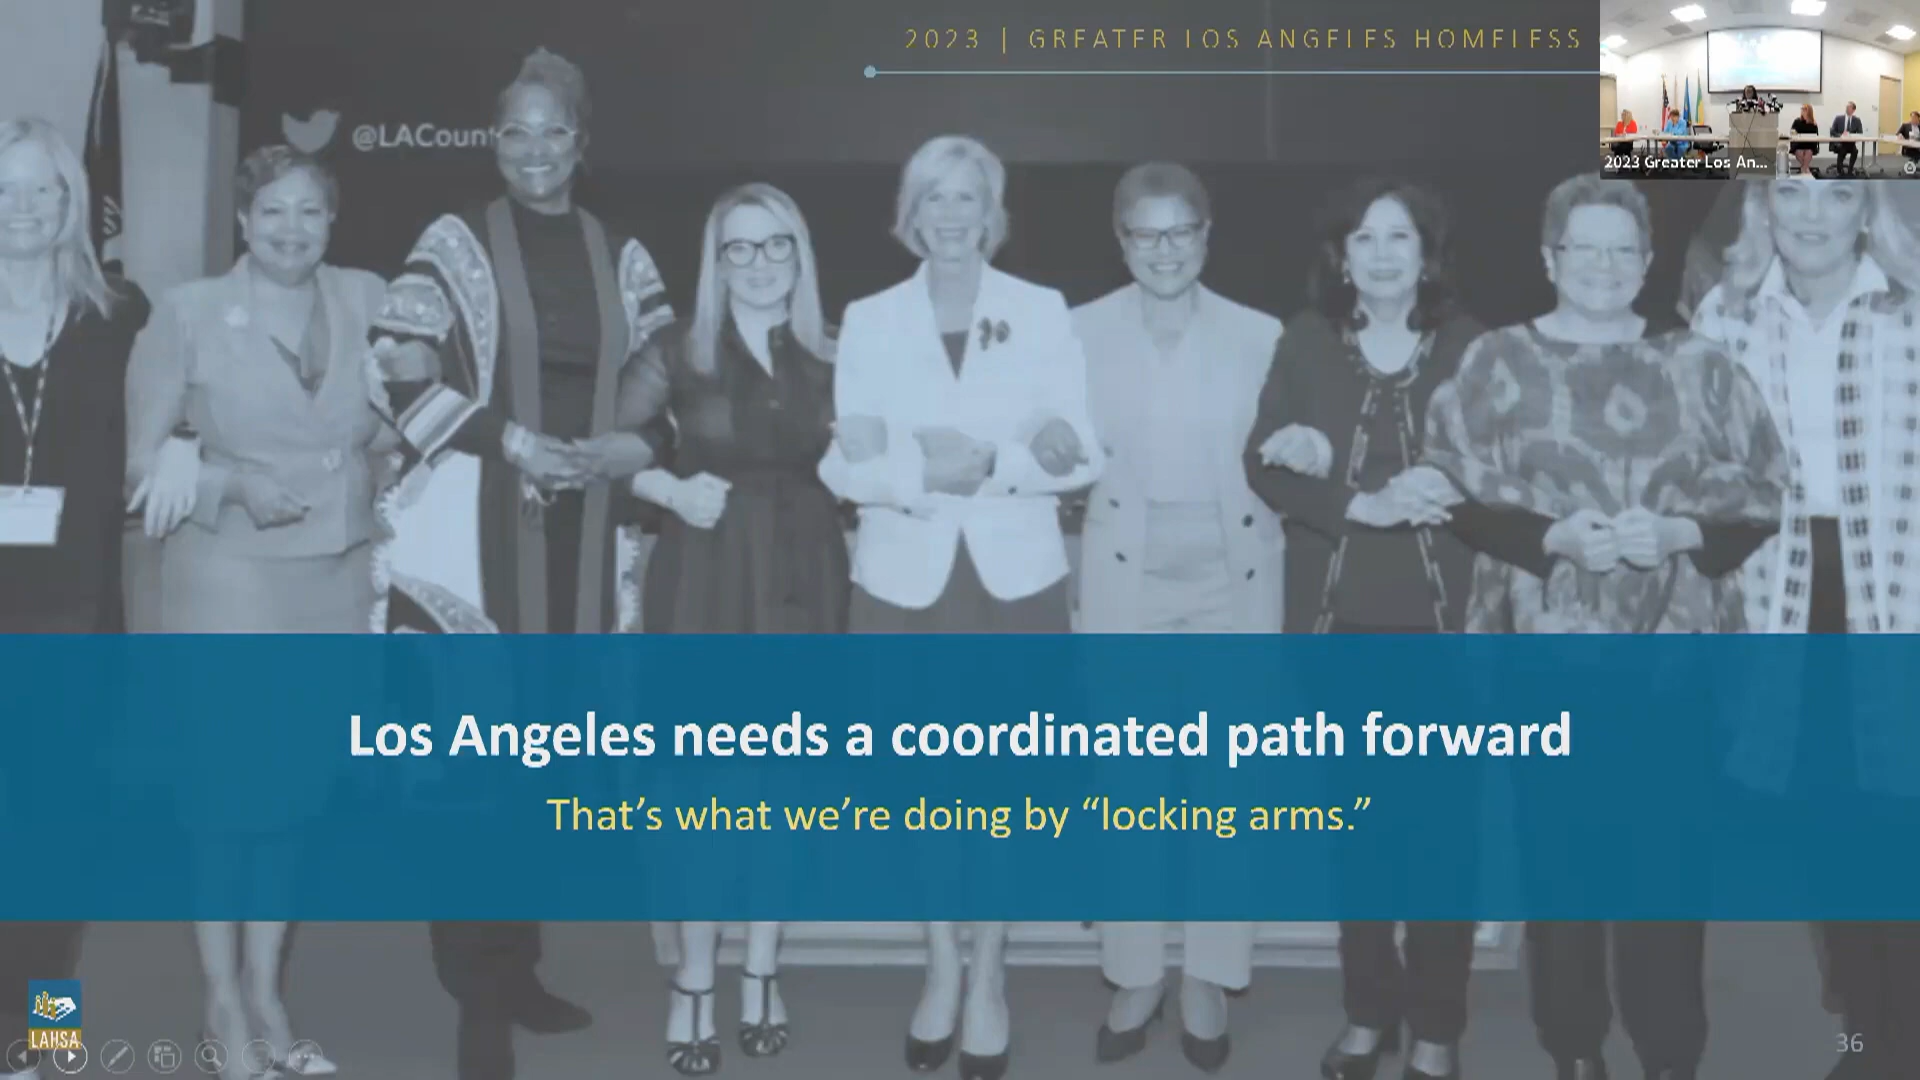 2023 | GREATER LOS ANGELES HOMELESS
@LACount
2023 Greater Los An...
Los Angeles needs a coordinated path forward
That’s what we’re doing by “locking arms.”
LAHSA
36